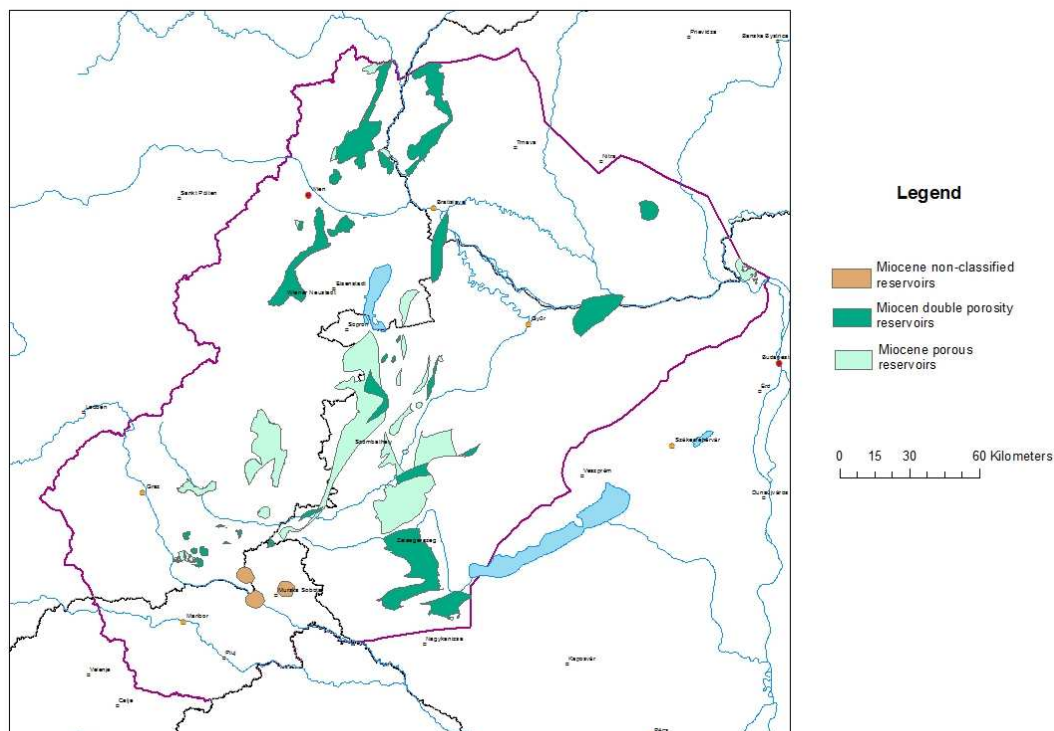 Prievidza
Banska Bystrica
Trnava
Nitra
Sankt Pölten
Wien
Bratislava
Eisenstadt
Wiener Neustadt
Sopron
Győr
Budapest
Erd
Leoben
Szombathely
Székesfehérvár
Veszprém
Graz
Dunaújváros
Zalaegerszeg
Murska Sobota
Maribor
Nagykanizsa
Ptuj
Kaposvár
Velenje
Celje
Pécs
Legend
Miocene non-classified
reservoirs
Miocen double porosity
reservoirs
Miocene porous
reservoirs
0 15 30 60 Kilometers